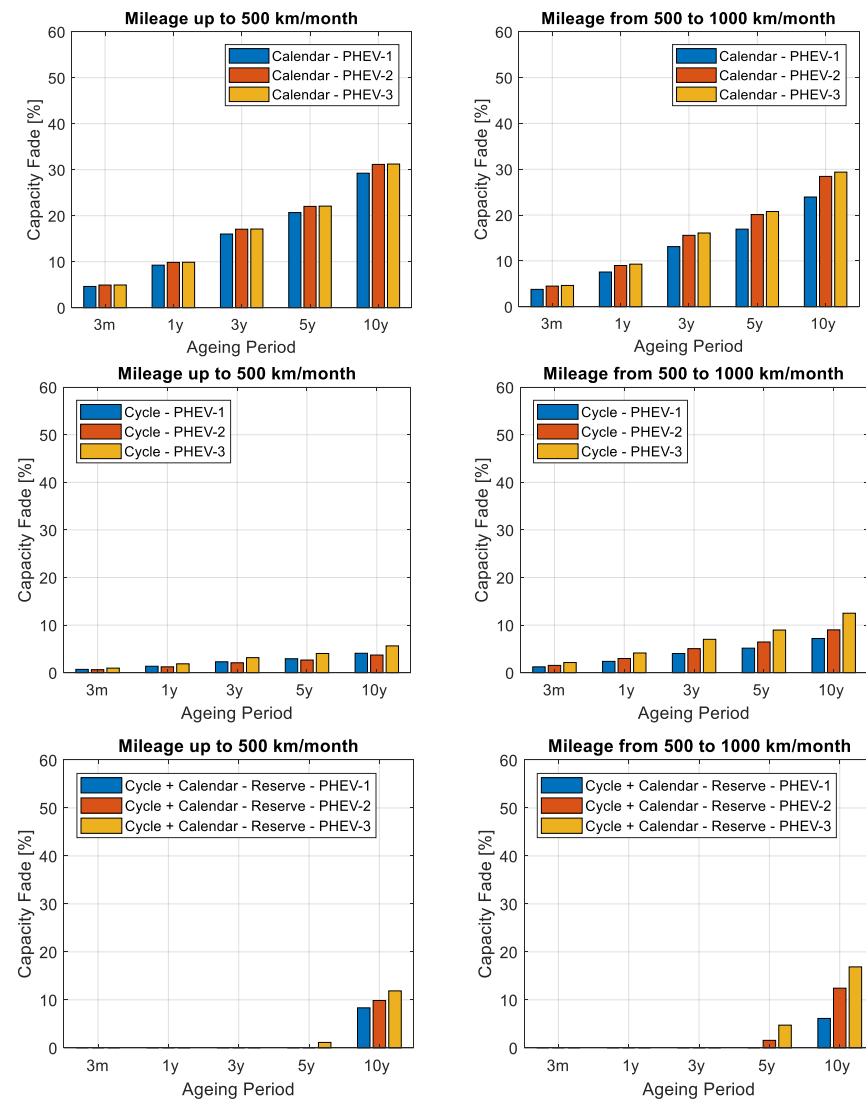 Mileage up to 500 km/month
Capacity Fade [%]
60
50
40
30
20
10
0
Calendar - PHEV-1
Calendar - PHEV-2
Calendar - PHEV-3
3m 1y 3y 5y 10y
Ageing Period
Mileage from 500 to 1000 km/month
Capacity Fade [%]
60
50
40
30
20
10
0
Calendar - PHEV-1
Calendar - PHEV-2
Calendar - PHEV-3
3m 1y 3y 5y 10y
Ageing Period
Mileage up to 500 km/month
Capacity Fade [%]
60
50
40
30
20
10
0
Cycle - PHEV-1
Cycle - PHEV-2
Cycle - PHEV-3
3m 1y 3y 5y 10y
Ageing Period
Mileage from 500 to 1000 km/month
Capacity Fade [%]
60
50
40
30
20
10
0
Cycle - PHEV-1
Cycle - PHEV-2
Cycle - PHEV-3
3m 1y 3y 5y 10y
Ageing Period
Mileage up to 500 km/month
Capacity Fade [%]
60
50
40
30
20
10
0
Cycle + Calendar - Reserve - PHEV-1
Cycle + Calendar - Reserve - PHEV-2
Cycle + Calendar - Reserve - PHEV-3
3m 1y 3y 5y 10y
Ageing Period
Mileage from 500 to 1000 km/month
Capacity Fade [%]
60
50
40
30
20
10
0
Cycle + Calendar - Reserve - PHEV-1
Cycle + Calendar - Reserve - PHEV-2
Cycle + Calendar - Reserve - PHEV-3
3m 1y 3y 5y 10y
Ageing Period